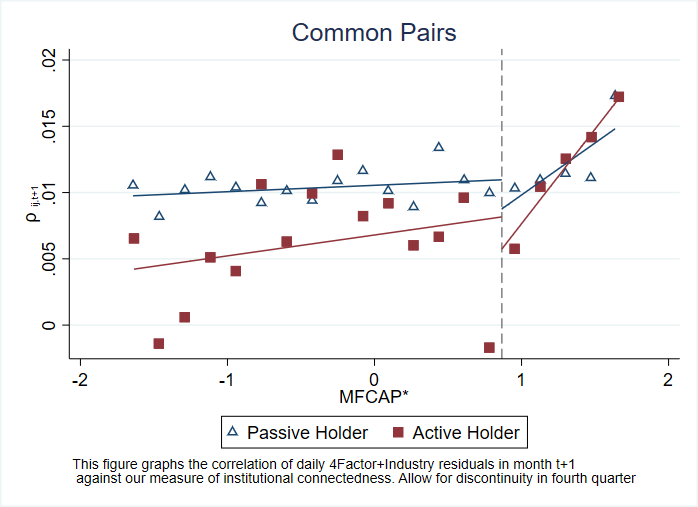 Common Pairs
.02
.015
.01
.005
0
ρ ij,t+1
-2 -1 0 1 2
MFCAP*
Passive Holder Active Holder
This figure graphs the correlation of daily 4Factor+Industry residuals in month t+1
against our measure of institutional connectedness. Allow for discontinuity in fourth quarter